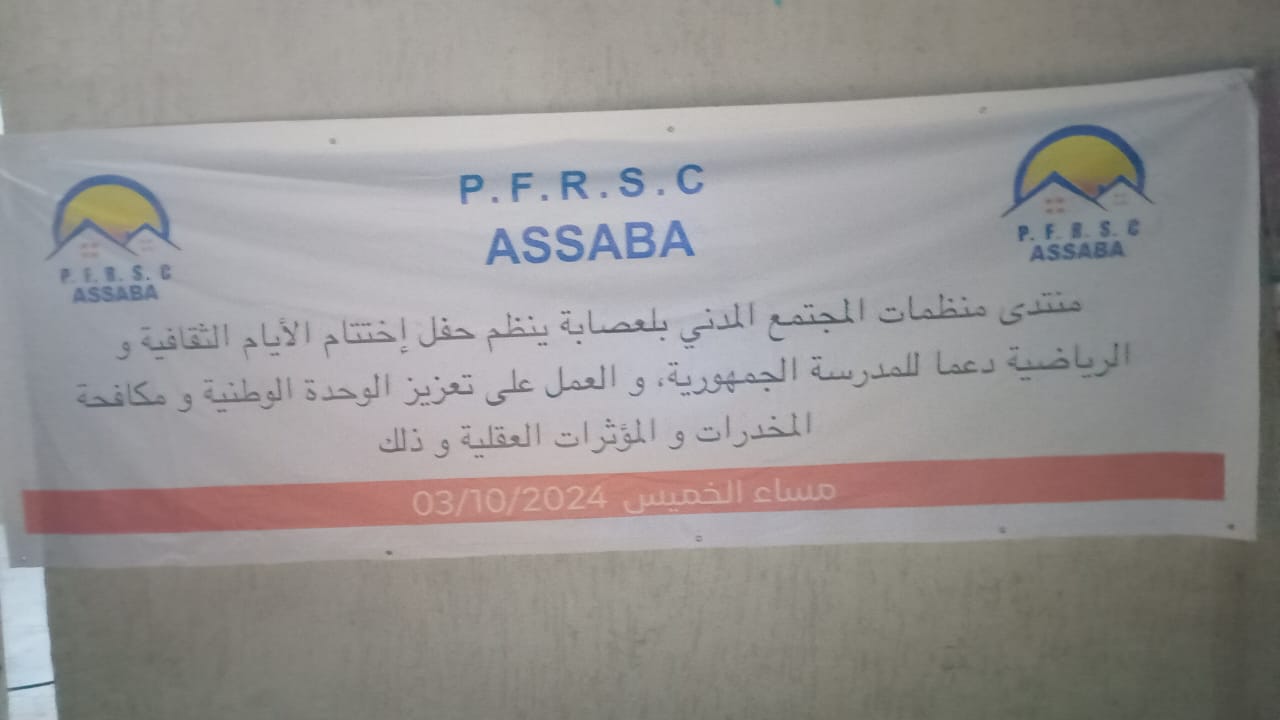 P.F.R.S.C
ASSABA
P. F. R. S. C
ASSABA
P. F. R. S. C
ASSABA
منتدى منظمات المجتمع المدني بلعصابة ينظم حفل إختتام الأيام الثقافية و
الرياضية دعما للمدرسة الجمهورية، و العمل على تعزيز الوحدة الوطنية و مكافحة
المخدرات و المؤثرات العقلية و ذلك
مساء الخميس 03/10/2024